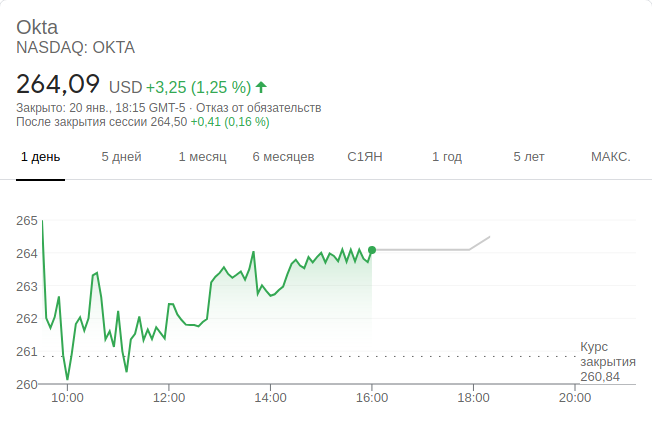 Okta
NASDAQ: OKTA
264,09 USD +3,25 (1,25 %)
Закрыто: 20 янв., 18:15 GMT-5 · Отказ от обязательств
После закрытия сессии 264,50 +0,41 (0,16 %)
1 день 5 дней 1 месяц 6 месяцев С1ЯН 1 год 5 лет МАКС.
265
264
263
262
261
260
Курс
закрытия
260,84
10:00 12:00 14:00 16:00 18:00 20:00